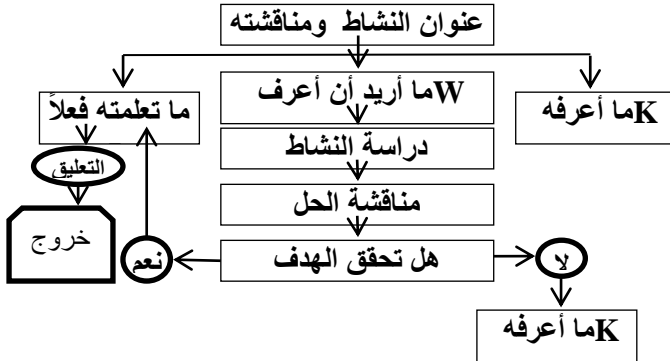 عنوان النشاط ومناقشته
Kما أعرفه
Wما أريد أن أعرف
ما تعلمته فعلاً
دراسة النشاط
التعليق
مناقشة الحل
خروج
هل تحقق الهدف
نعم
لا
Kما أعرفه